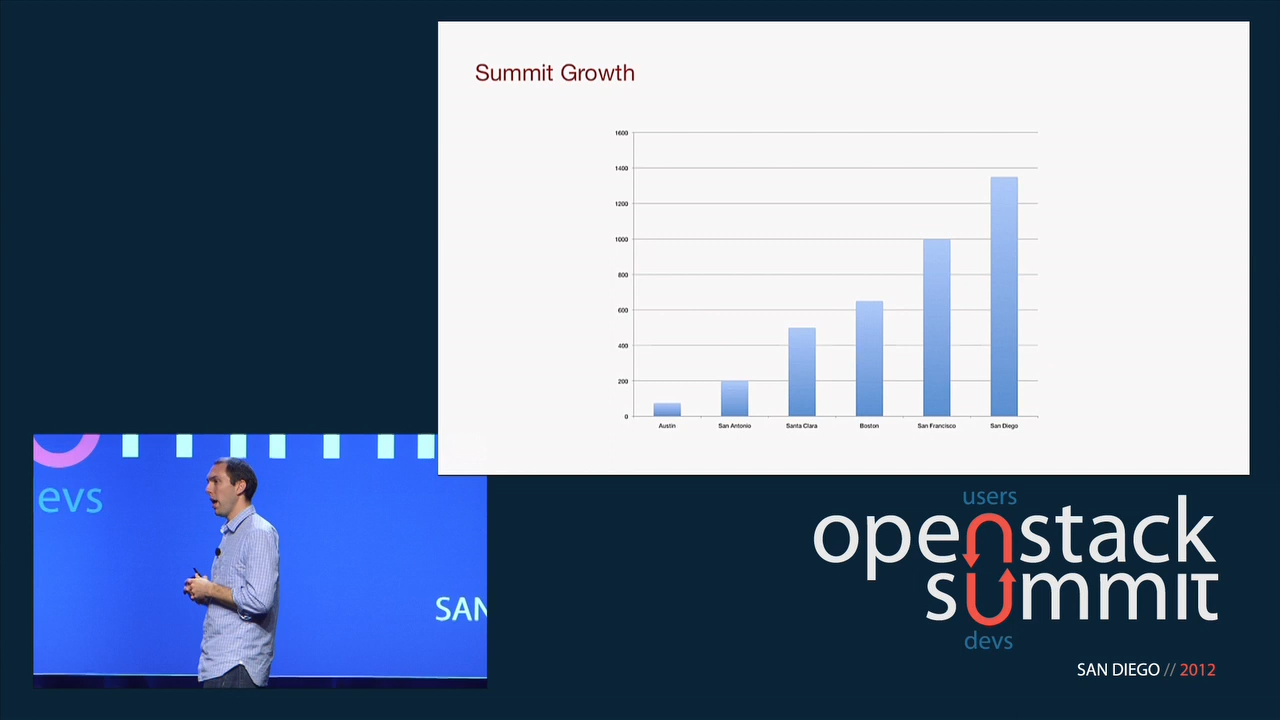 Summit Growth
1600
1400
1200
1000
800
600
400
200
0
Austin San Antonio Santa Clara Boston San Francisco San Diego
evs
SAN
users
openstack
summit
devs
SAN DIEGO // 2012